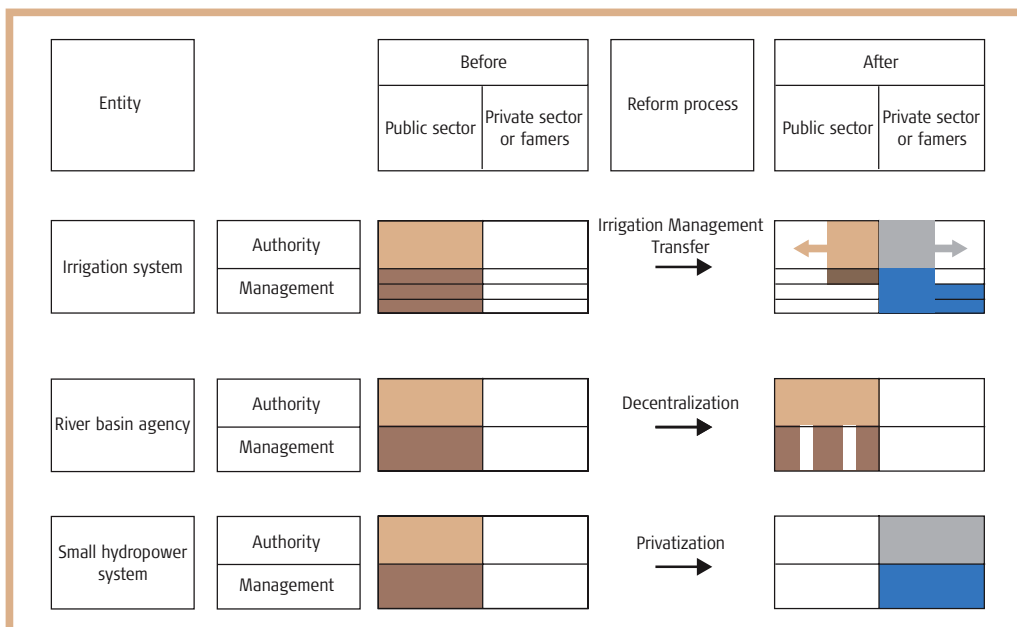 Entity
Before
Public sector
Private sector
or famers
Reform process
After
Public sector
Private sector
or famers
Irrigation system
Authority
Management
Irrigation Management
Transfer
River basin agency
Authority
Management
Decentralization
Small hydropower
system
Authority
Management
Privatization